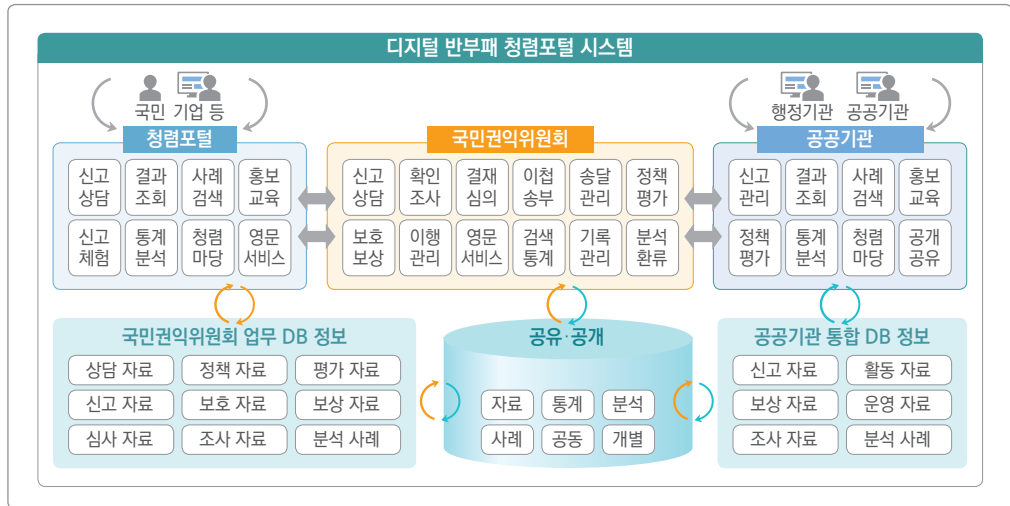 디지털 반부패 청렴포털 시스템
국민 기업 등
행정기관 공공기관
청렴포털
국민권익위원회
공공기관
신고
상담
결과
조회
사례
검색
홍보
교육
신고
체험
통계
분석
청렴
마당
영문
서비스
신고
상담
확인
조사
결재
심의
이첩
송부
송달
관리
정책
평가
보호
보상
이행
관리
영문
서비스
검색
통계
기록
관리
분석
환류
신고
관리
결과
조회
사례
검색
홍보
교육
정책
평가
통계
분석
청렴
마당
공개
공유
국민권익위원회 업무 DB 정보
상담 자료 정책 자료 평가 자료
신고 자료 보호 자료 보상 자료
심사 자료 조사 자료 분석 사례
공유·공개
자료 통계 분석
사례 공동 개별
공공기관 통합 DB 정보
신고 자료 활동 자료
보상 자료 운영 자료
조사 자료 분석 사례